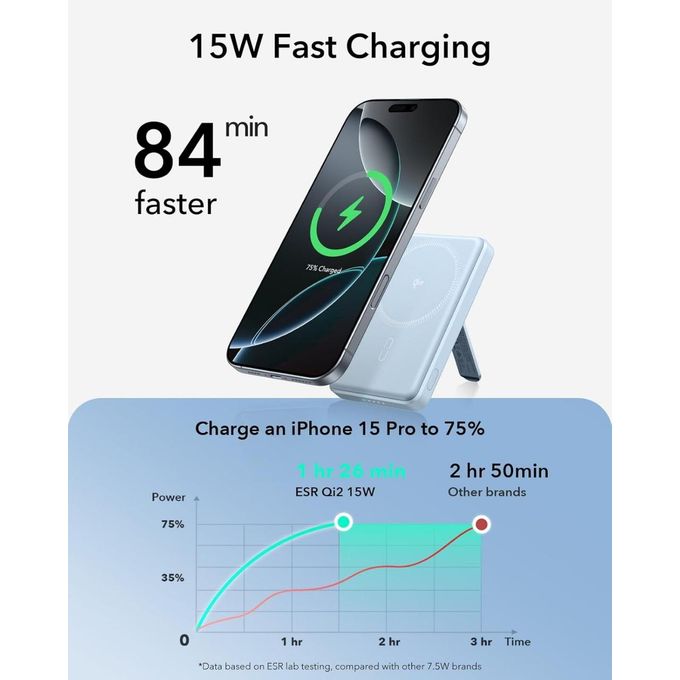 15W Fast Charging
84 min
faster
75% Charged
Charge an iPhone 15 Pro to 75%
1 hr 26 min
2 hr 50min
ESR Qi2 15W
Other brands
Power
75%
35%
0
1 hr
2 hr
3 hr
Time
*Data based on ESR lab testing, compared with other 7.5W brands